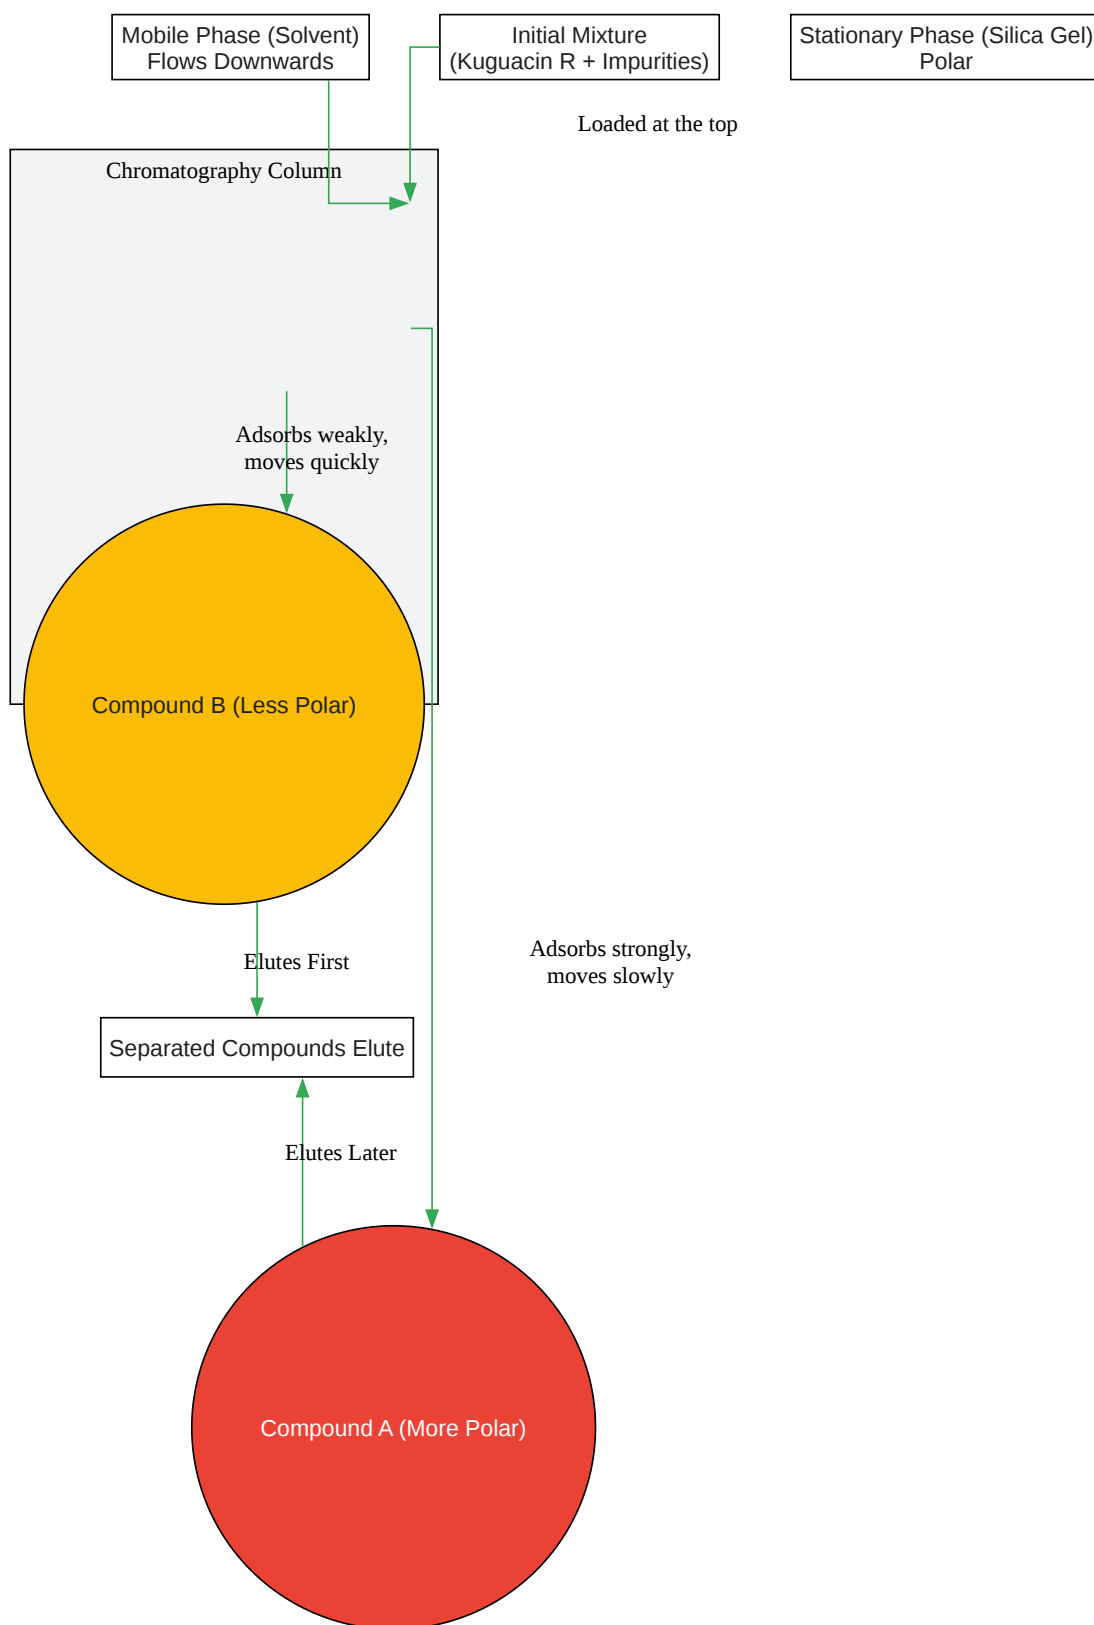 Mobile Phase (Solvent)
Flows Downwards
Initial Mixture
(Kuguacin R + Impurities)
Stationary Phase (Silica Gel)
Polar
Loaded at the top
Chromatography Column
Adsorbs weakly,
moves quickly
Compound B (Less Polar)
Adsorbs strongly,
moves slowly
Elutes First
Separated Compounds Elute
Elutes Later
Compound A (More Polar)